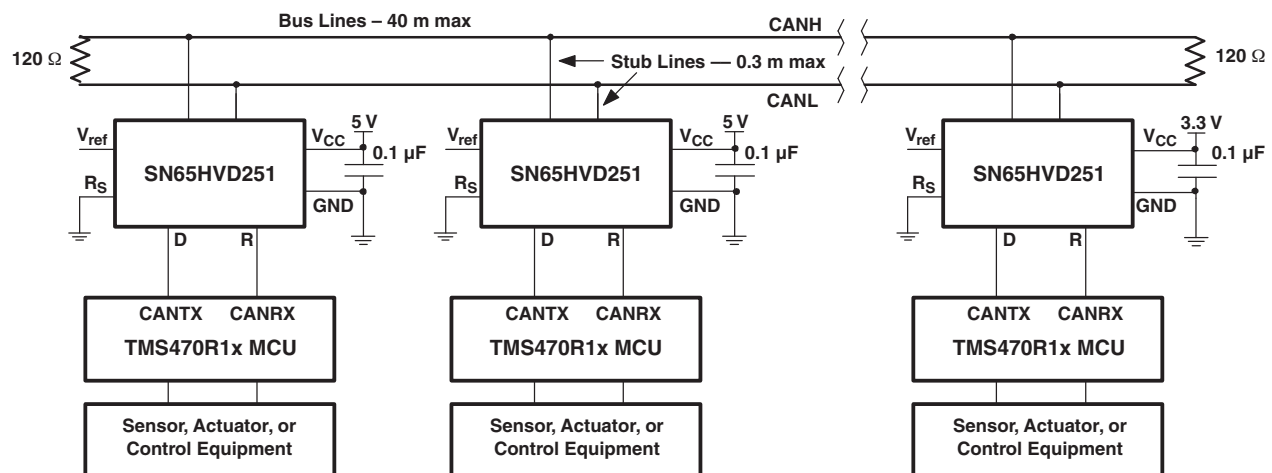 Bus Lines – 40 m max
CANH
120 Ω
120 Ω
Stub Lines –– 0.3 m max
CANL
Vref
VCC
5 V
0.1 µF
SN65HVD251
RS
GND
D
R
Vref
VCC
5 V
0.1 µF
SN65HVD251
RS
GND
D
R
Vref
VCC
3.3 V
0.1 µF
SN65HVD251
RS
GND
D
R
CANTX CANRX
TMS470R1x MCU
CANTX CANRX
TMS470R1x MCU
CANTX CANRX
TMS470R1x MCU
Sensor, Actuator, or
Control Equipment
Sensor, Actuator, or
Control Equipment
Sensor, Actuator, or
Control Equipment